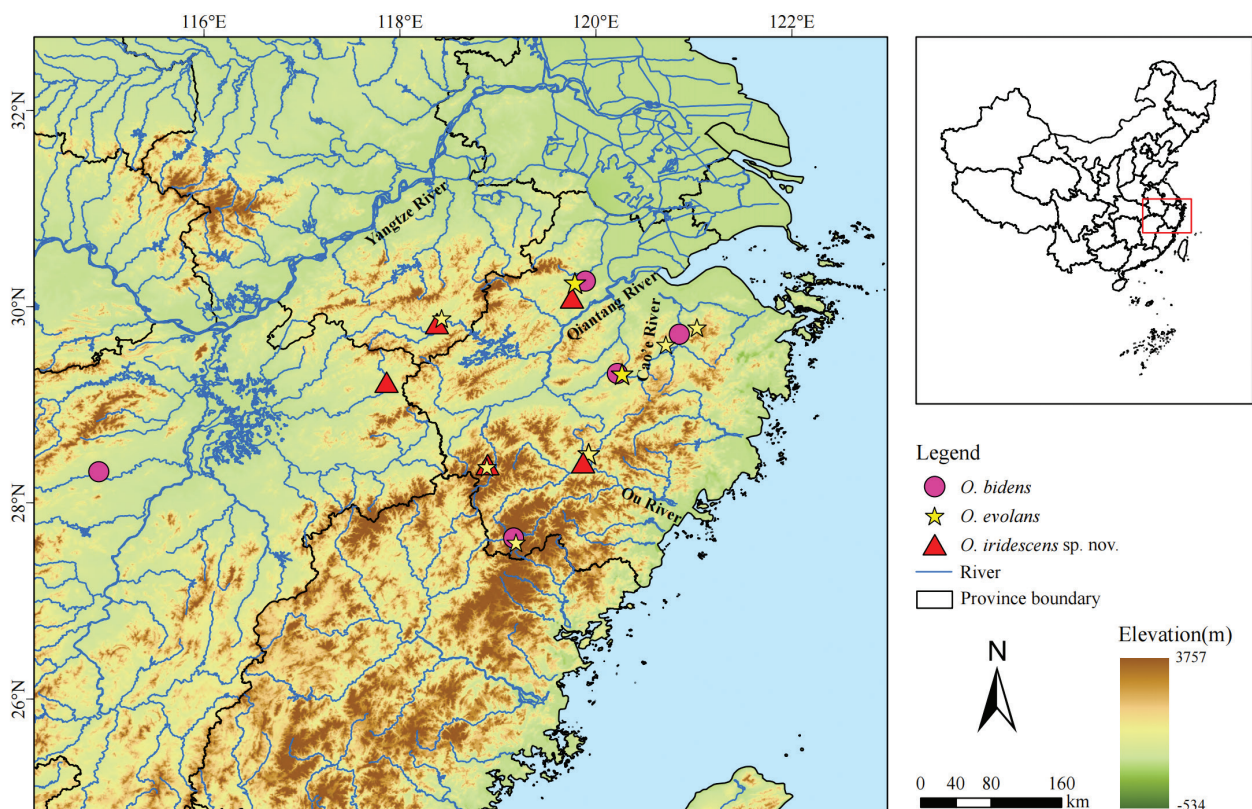 116°E 118°E 120°E 122°E
32°N
30°N
28°N
26°N
Yangtze River
Qiantang River
Cao'e River
Ou River
Legend
O. bidens
O. evolans
O. iridescens sp. nov.
River
Province boundary
N
0 40 80 160
km
Elevation(m)
3757
-534